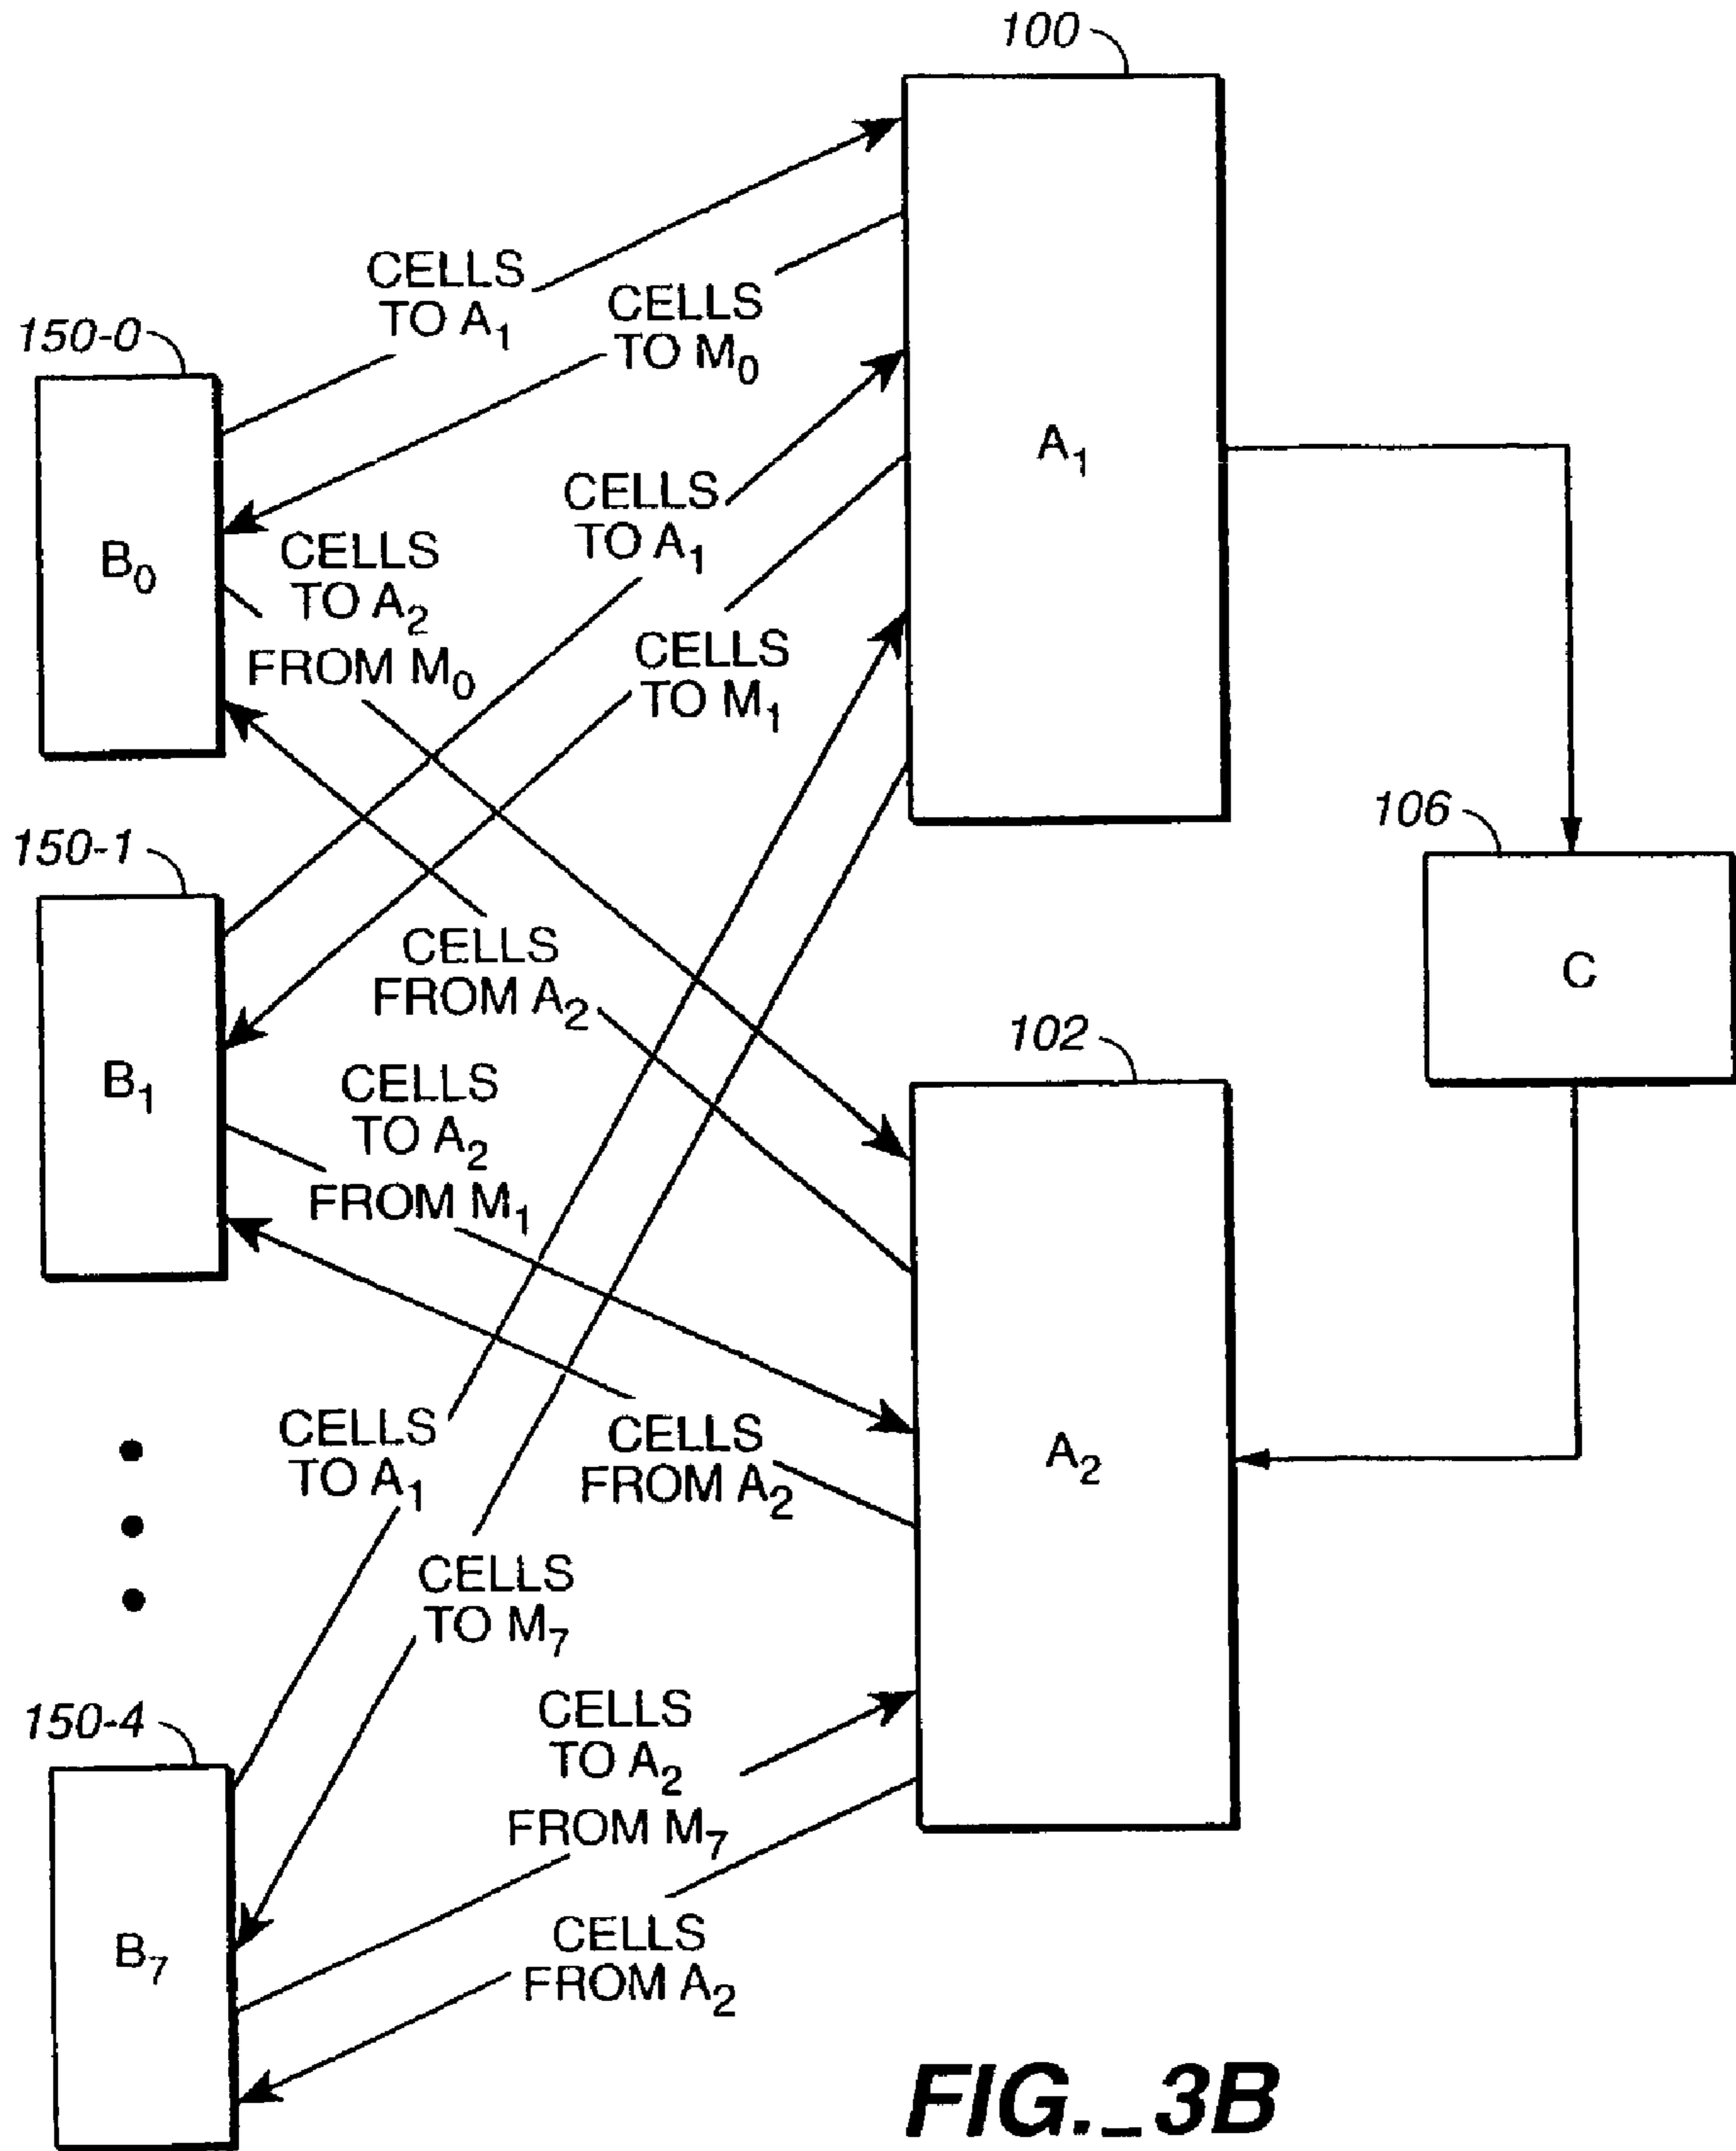 100
CELLS
TO A₁
CELLS
TO M₀
150-0
A₁
CELLS
TO A₁
CELLS
TO A₂
FROM M₀
B₀
CELLS
TO M₁
106
150-1
CELLS
FROM A₂
C
102
B₁
CELLS
TO A₂
FROM M₁
CELLS
TO A₁
CELLS
FROM A₂
A₂
CELLS
TO M₇
150-4
CELLS
TO A₂
FROM M₇
B₇
CELLS
FROM A₂
FIG._3B